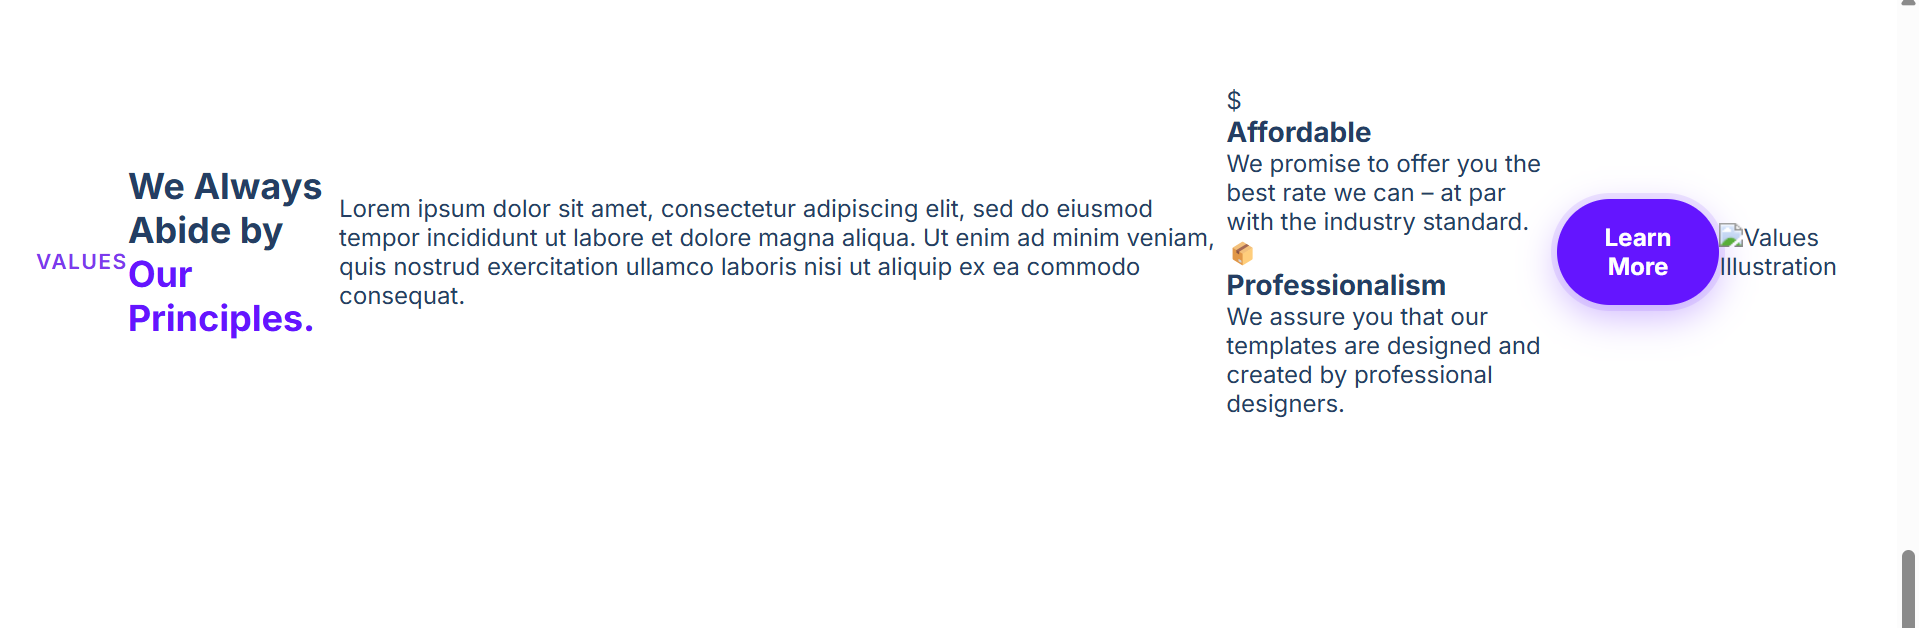 VALUES
We Always
Abide by
Our
Principles.
Lorem ipsum dolor sit amet, consectetur adipiscing elit, sed do eiusmod
tempor incididunt ut labore et dolore magna aliqua. Ut enim ad minim veniam,
quis nostrud exercitation ullamco laboris nisi ut aliquip ex ea commodo
consequat.
$
Affordable
We promise to offer you the
best rate we can – at par
with the industry standard.
Professionalism
We assure you that our
templates are designed and
created by professional
designers.
Learn
More
Values
Illustration